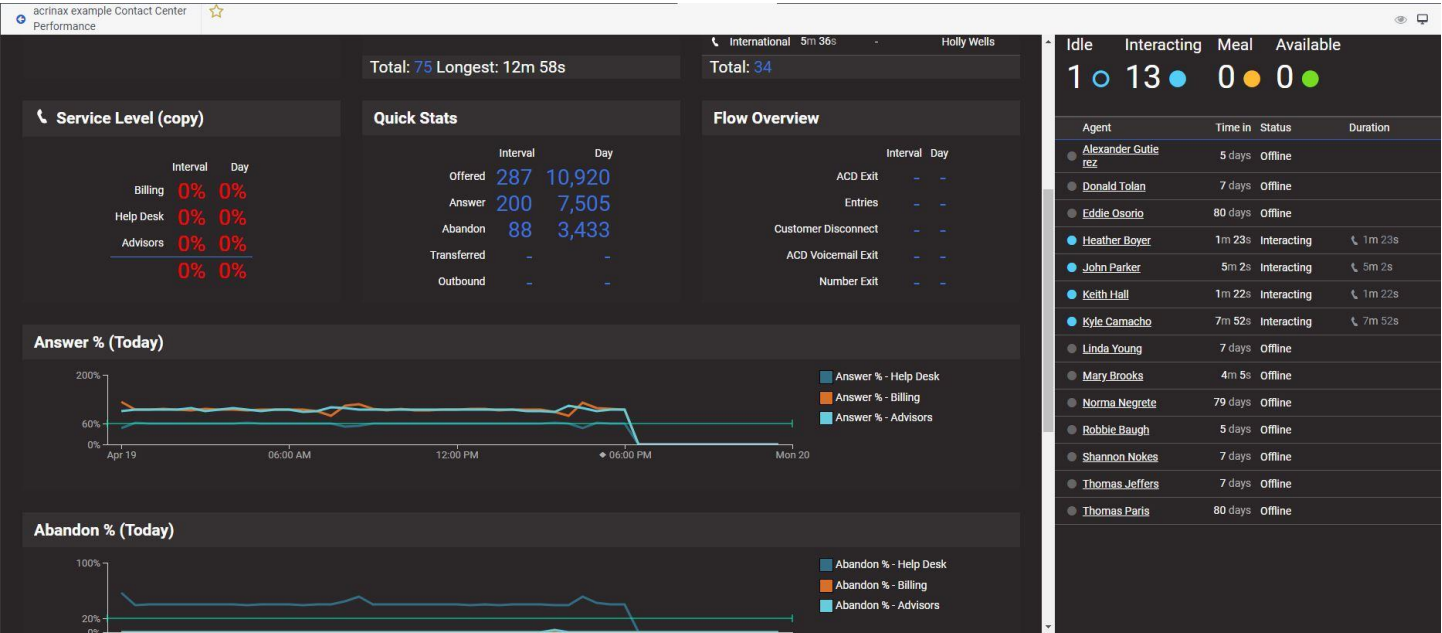 acrinax example Contact Center
Performance
International 5m 36s - Holly Wells
Total: 75 Longest: 12m 58s
Total: 34
Service Level (copy)
Interval Day
Billing 0% 0%
Help Desk 0% 0%
Advisors 0% 0%
0% 0%
Quick Stats
Interval Day
Offered 287 10,920
Answer 200 7,505
Abandon 88 3,433
Transferred - -
Outbound - -
Flow Overview
Interval Day
ACD Exit - -
Entries - -
Customer Disconnect - -
ACD Voicemail Exit - -
Number Exit - -
Answer % (Today)
200%
60%
0%
Apr 19 06:00 AM 12:00 PM 06:00 PM Mon 20
Answer % - Help Desk
Answer % - Billing
Answer % - Advisors
Abandon % (Today)
100%
20%
0%
Abandon % - Help Desk
Abandon % - Billing
Abandon % - Advisors
Idle Interacting Meal Available
1 13 0 0
Agent Time in Status Duration
Alexander Gutie
rez 5 days Offline
Donald Tolan 7 days Offline
Eddie Osorio 80 days Offline
Heather Boyer 1m 23s Interacting 1m 23s
John Parker 5m 2s Interacting 5m 2s
Keith Hall 1m 22s Interacting 1m 22s
Kyle Camacho 7m 52s Interacting 7m 52s
Linda Young 7 days Offline
Mary Brooks 4m 5s Offline
Norma Negrete 79 days Offline
Robbie Baugh 5 days Offline
Shannon Nokes 7 days Offline
Thomas Jeffers 7 days Offline
Thomas Paris 80 days Offline